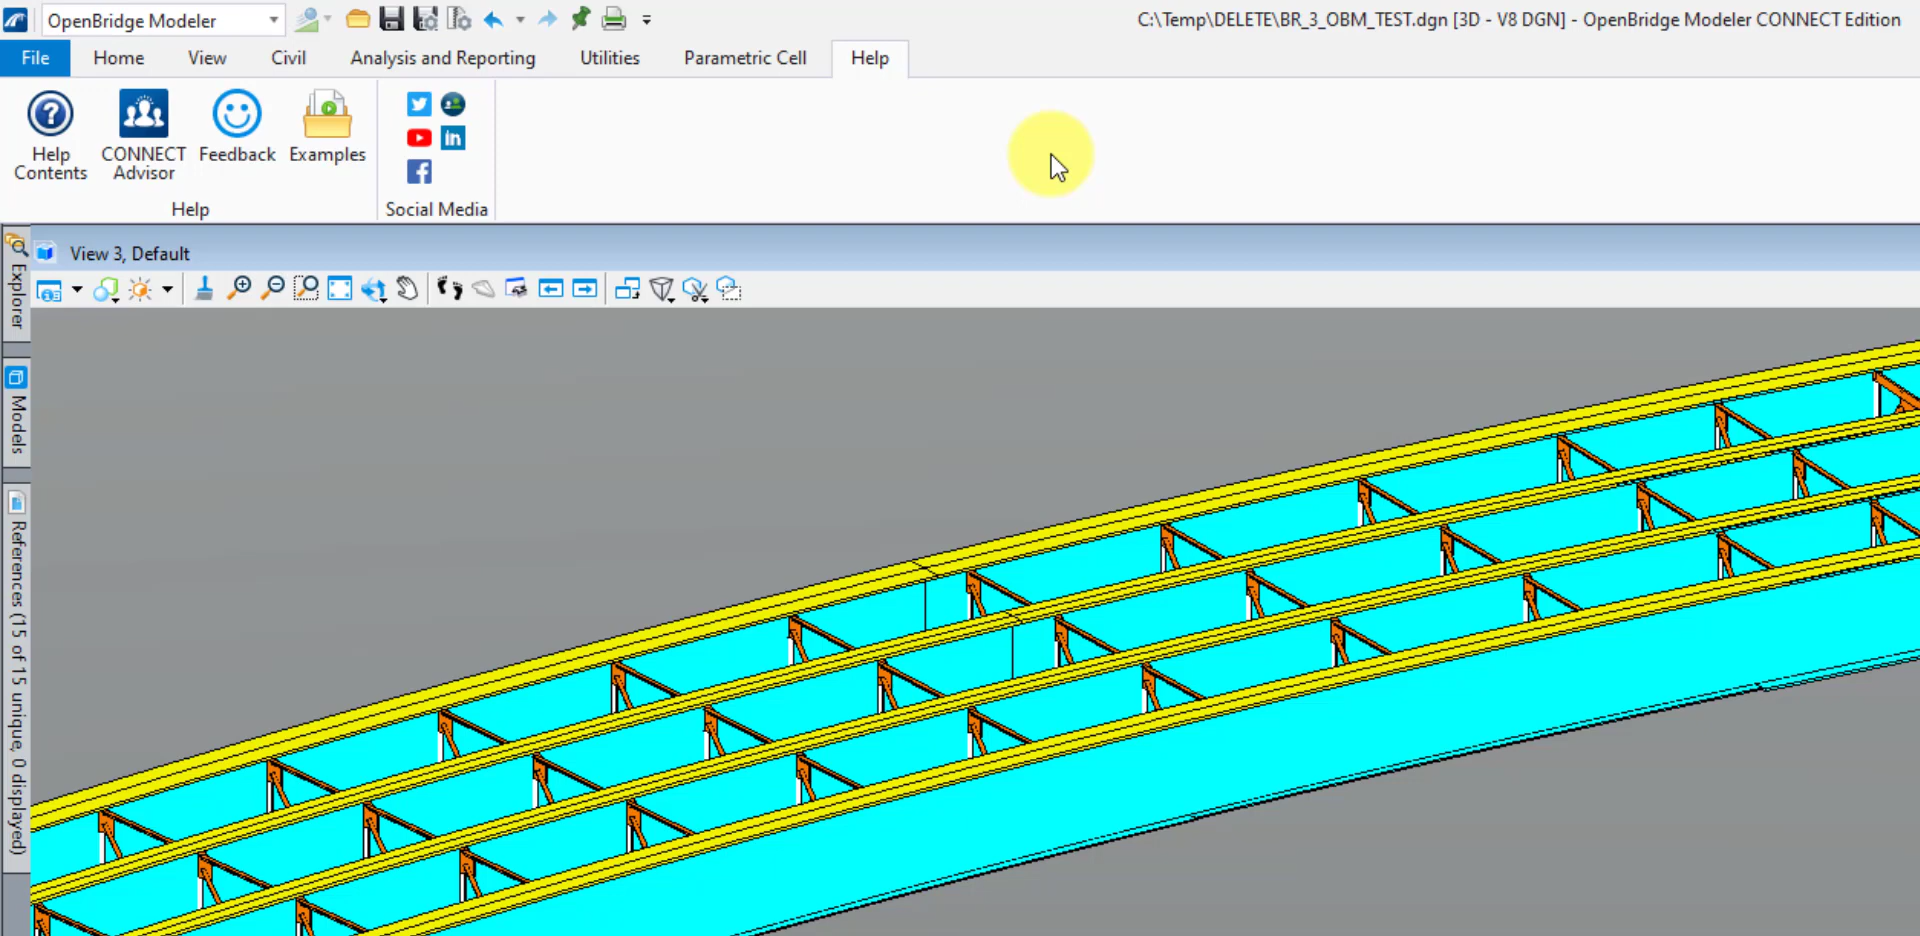 OpenBridge Modeler
C:\Temp\DELETE\BR_3_OBM_TEST.dgn [3D - V8 DGN] - OpenBridge Modeler CONNECT Edition
File Home View Civil Analysis and Reporting Utilities Parametric Cell Help
Help Contents
CONNECT Advisor
Feedback
Examples
Help
Social Media
View 3, Default
Explorer
Models
References (15 of 15 unique, 0 displayed)